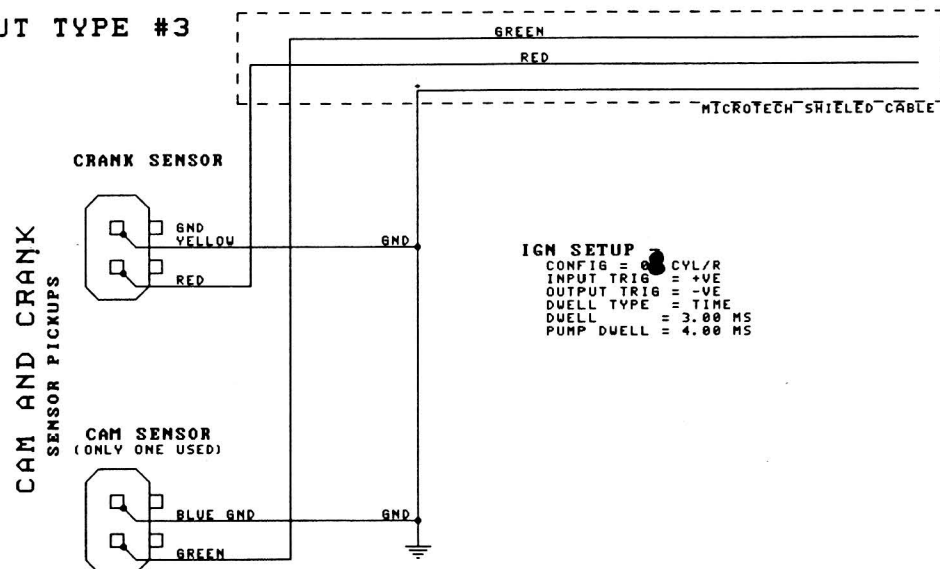 UT TYPE #3
GREEN
RED
MICROTECH SHIELED CABLE
CRANK SENSOR
GND
YELLOW
GND
RED
CAM AND CRANK
SENSOR PICKUPS
IGN SETUP -
CONFIG = CYL/R
INPUT TRIG = +VE
OUTPUT TRIG = -VE
DWELL TYPE = TIME
DWELL = 3.00 MS
PUMP DWELL = 4.00 MS
CAM SENSOR
(ONLY ONE USED)
BLUE GND
GND
GREEN